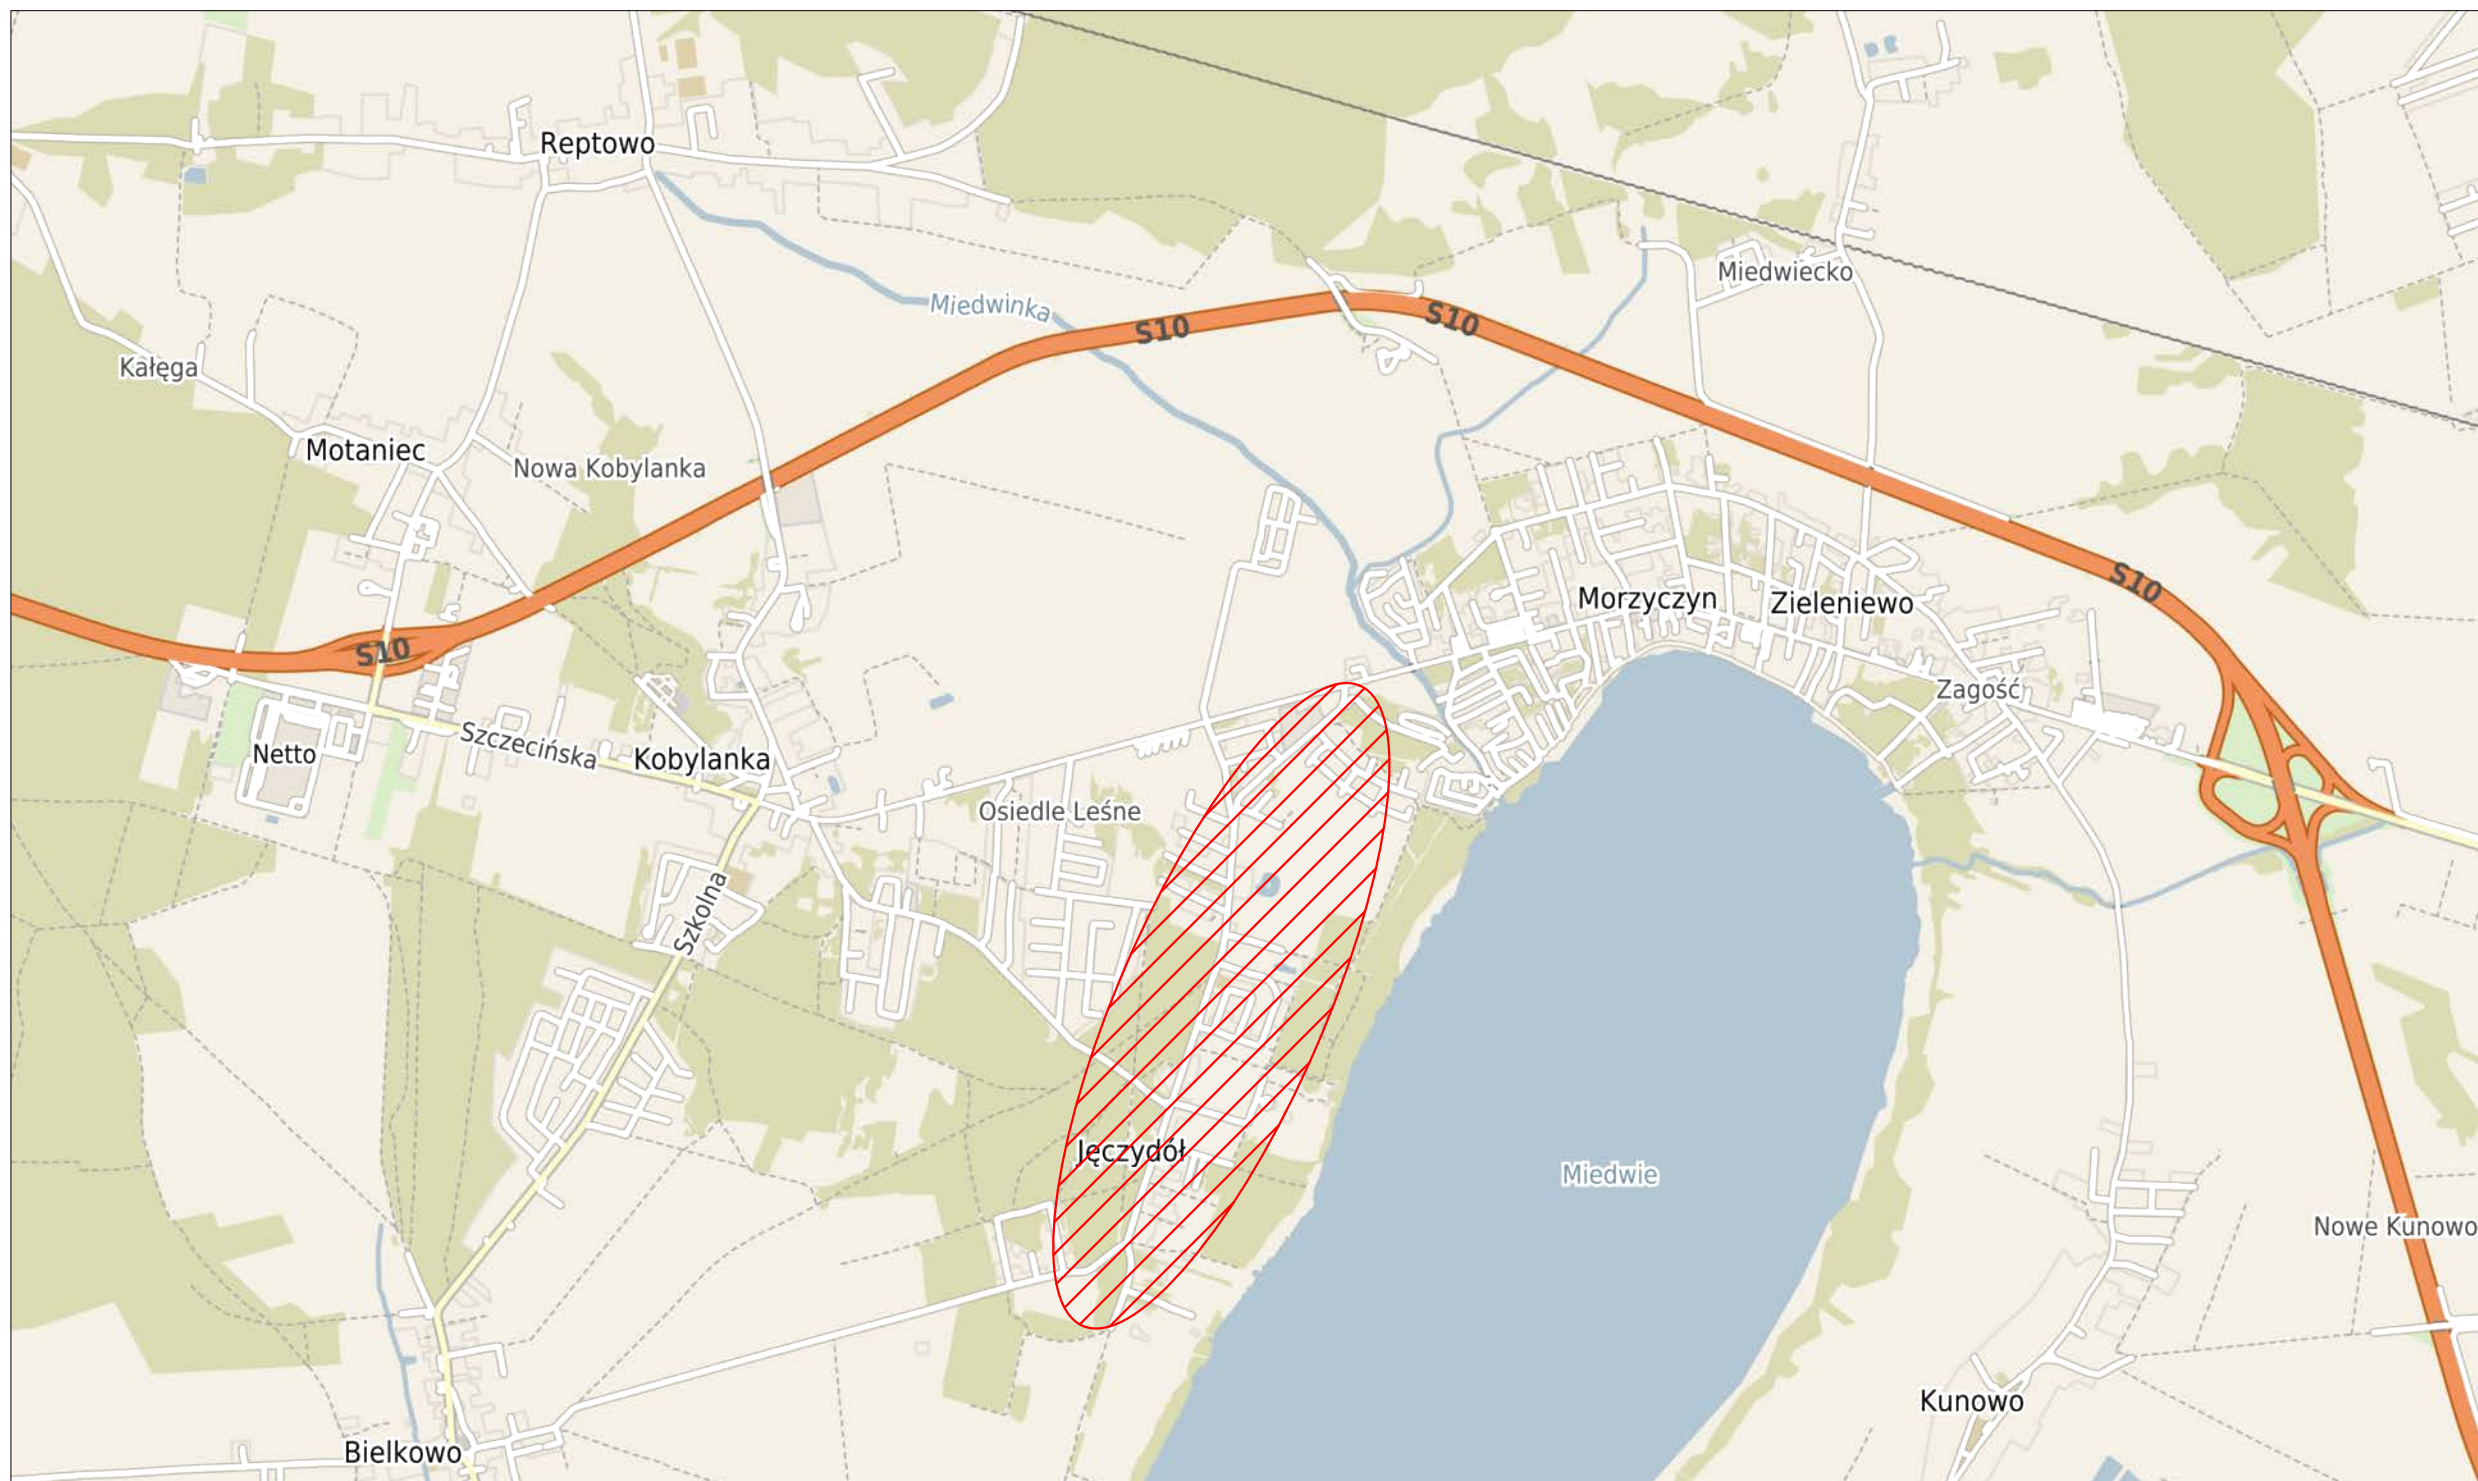 Reptowo
Miedwiecko
Miedwinka
S10
S10
Kałęga
Motaniec
Nowa Kobylanka
S10
Morzyczyn
Zieleniewo
S10
Zagość
Szczecińska
Netto
Kobylanka
Osiedle Leśne
Szkolna
Jęczydół
Miedwie
Nowe Kunowo
Kunowo
Bielkowo